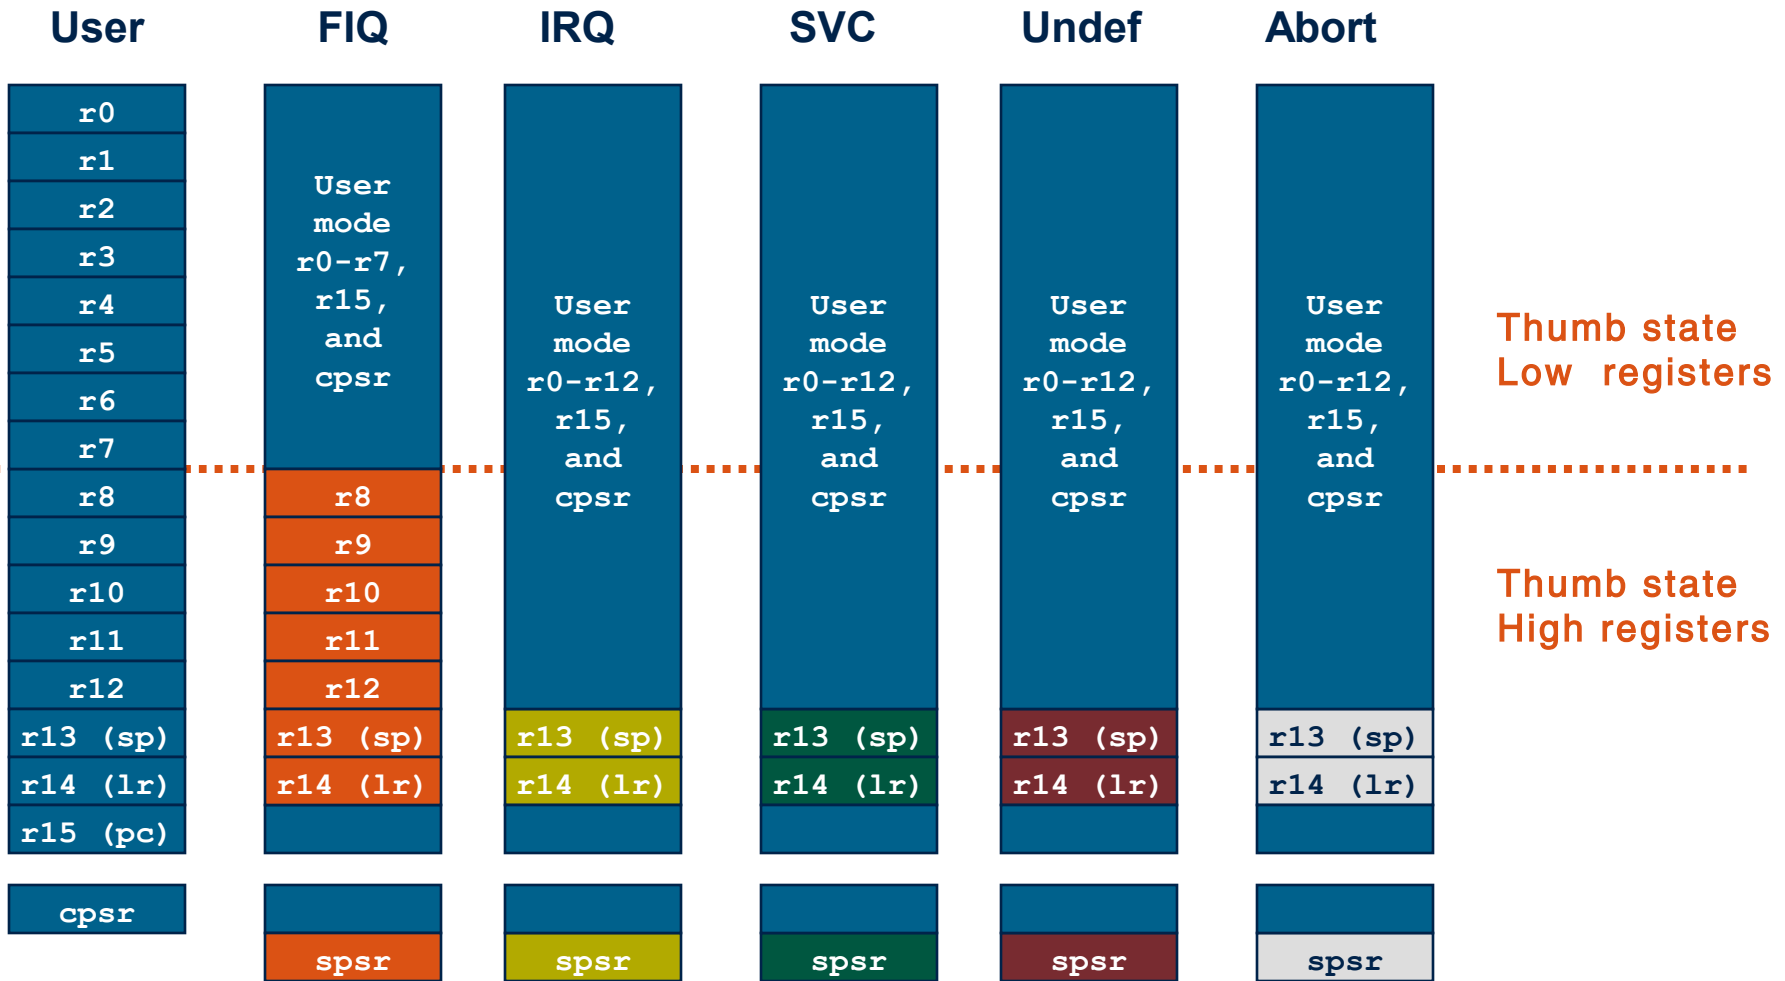 User
FIQ
IRQ
SVC
Undef
Abort
r0
r1
r2
r3
r4
r5
r6
r7
r8
r9
r10
r11
r12
r13 (sp)
r14 (lr)
r15 (pc)
cpsr
User
mode
r0-r7,
r15,
and
cpsr
r8
r9
r10
r11
r12
r13 (sp)
r14 (lr)
spsr
User
mode
r0-r12,
r15,
and
cpsr
r13 (sp)
r14 (lr)
spsr
User
mode
r0-r12,
r15,
and
cpsr
r13 (sp)
r14 (lr)
spsr
User
mode
r0-r12,
r15,
and
cpsr
r13 (sp)
r14 (lr)
spsr
User
mode
r0-r12,
r15,
and
cpsr
r13 (sp)
r14 (lr)
spsr
Thumb state
Low registers
Thumb state
High registers